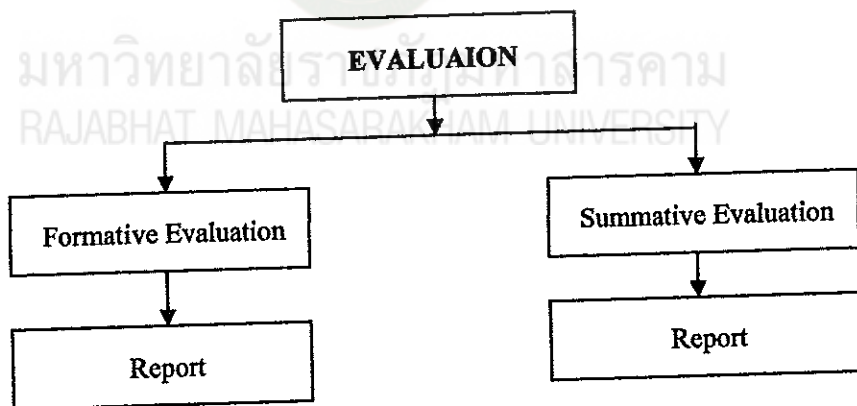 EVALUAION
มหาวิทยาลัยราชภัฏมหาสารคาม
RAJABHAT MAHASARAKHAM UNIVERSITY
Formative Evaluation
Summative Evaluation
Report
Report